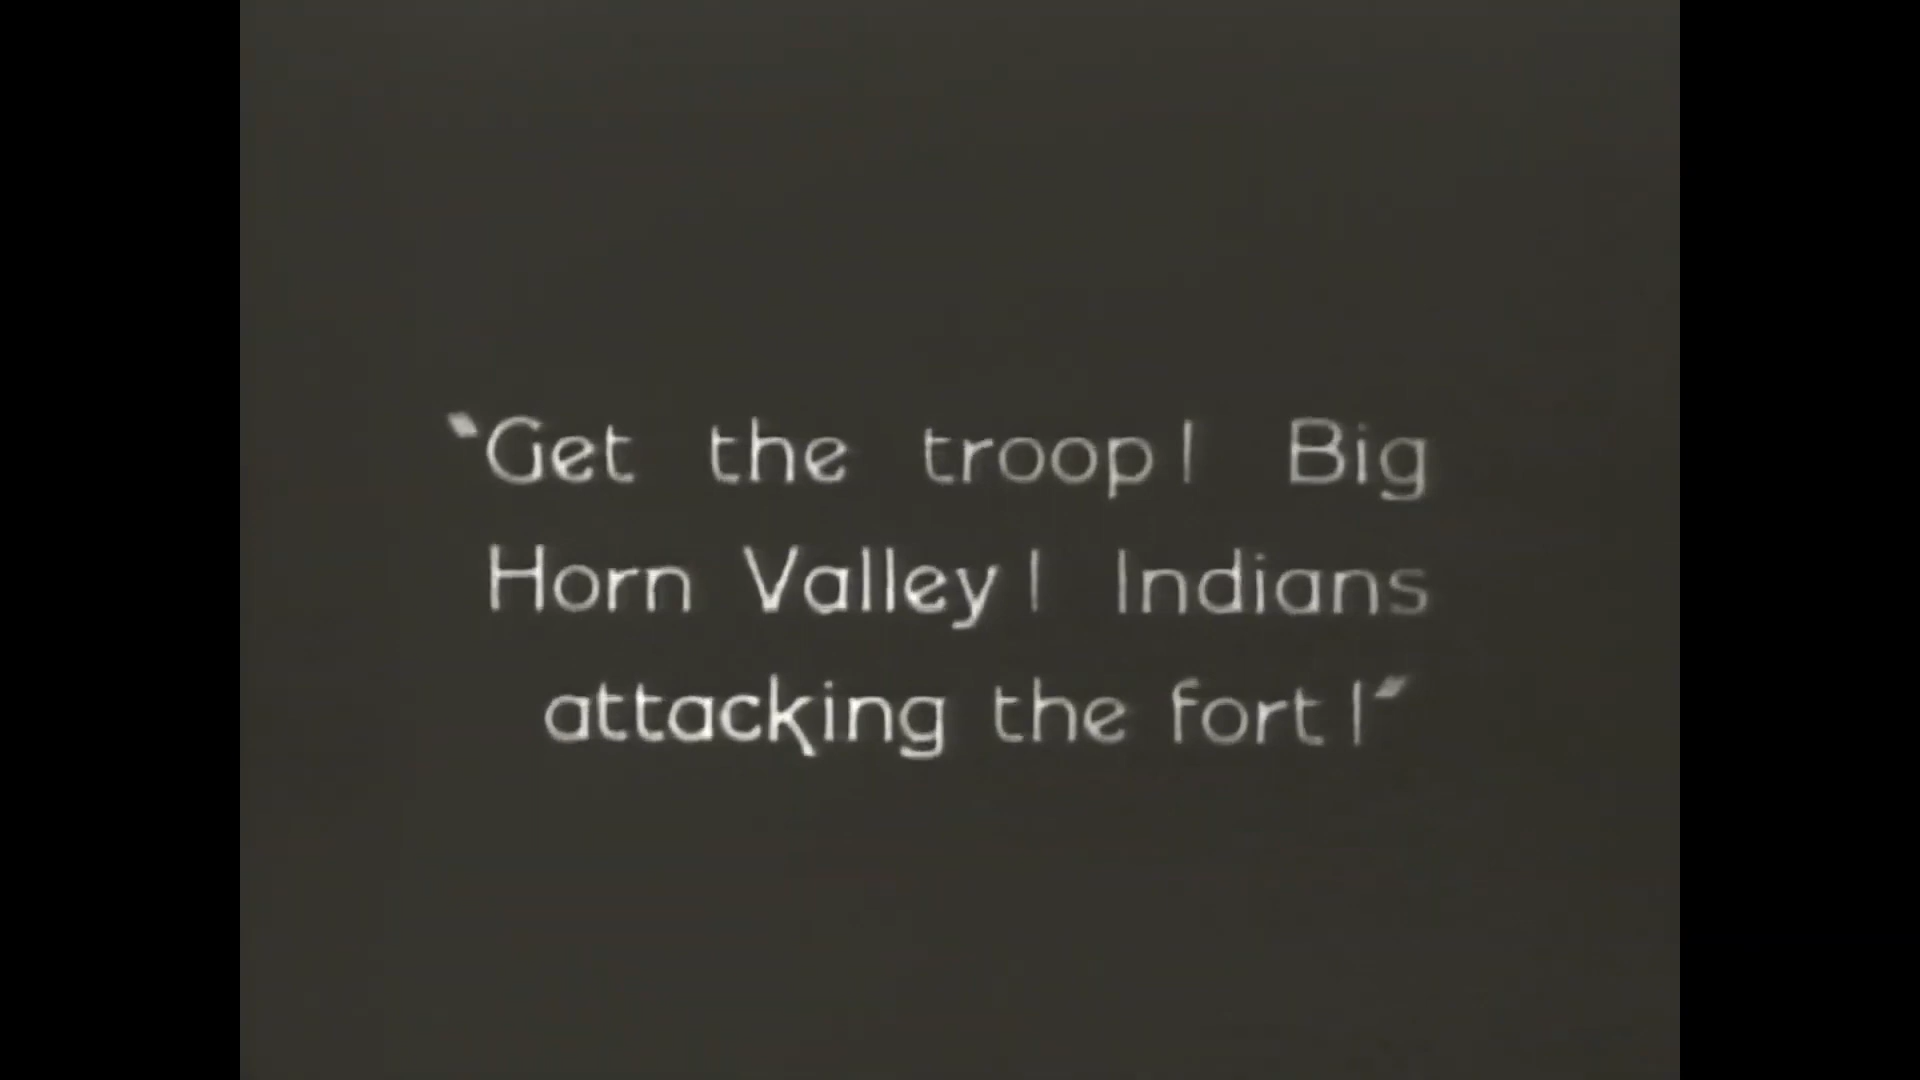 "Get the troop! Big
Horn Valley! Indians
attacking the fort!"